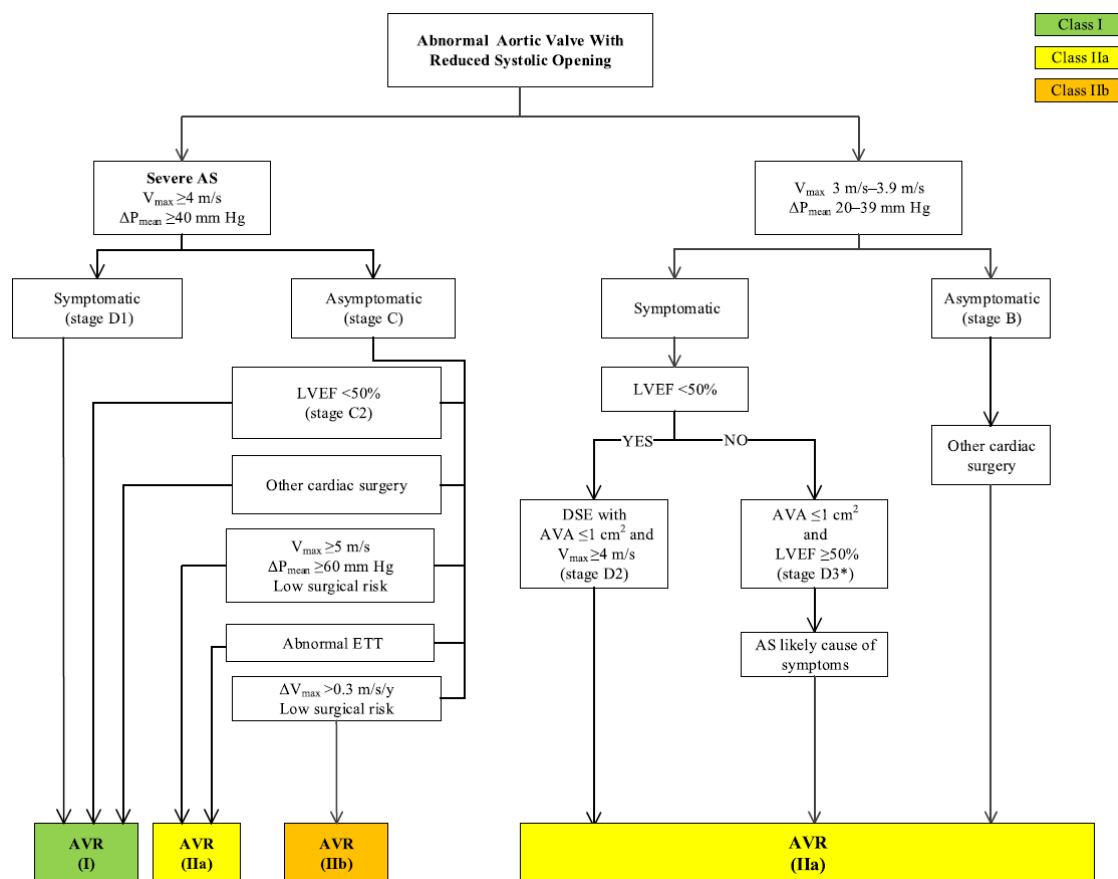 Abnormal Aortic Valve With
Reduced Systolic Opening
Class I
Class IIa
Class IIb
Severe AS
Vmax ≥4 m/s
ΔPmean ≥40 mm Hg
Vmax 3 m/s–3.9 m/s
ΔPmean 20–39 mm Hg
Symptomatic
(stage D1)
Asymptomatic
(stage C)
Symptomatic
Asymptomatic
(stage B)
LVEF <50%
(stage C2)
LVEF <50%
YES
NO
Other cardiac surgery
Other cardiac
surgery
Vmax ≥5 m/s
ΔPmean ≥60 mm Hg
Low surgical risk
DSE with
AVA ≤1 cm² and
Vmax ≥4 m/s
(stage D2)
AVA ≤1 cm²
and
LVEF ≥50%
(stage D3*)
Abnormal ETT
AS likely cause of
symptoms
ΔVmax >0.3 m/s/y
Low surgical risk
AVR
(I)
AVR
(IIa)
AVR
(IIb)
AVR
(IIa)